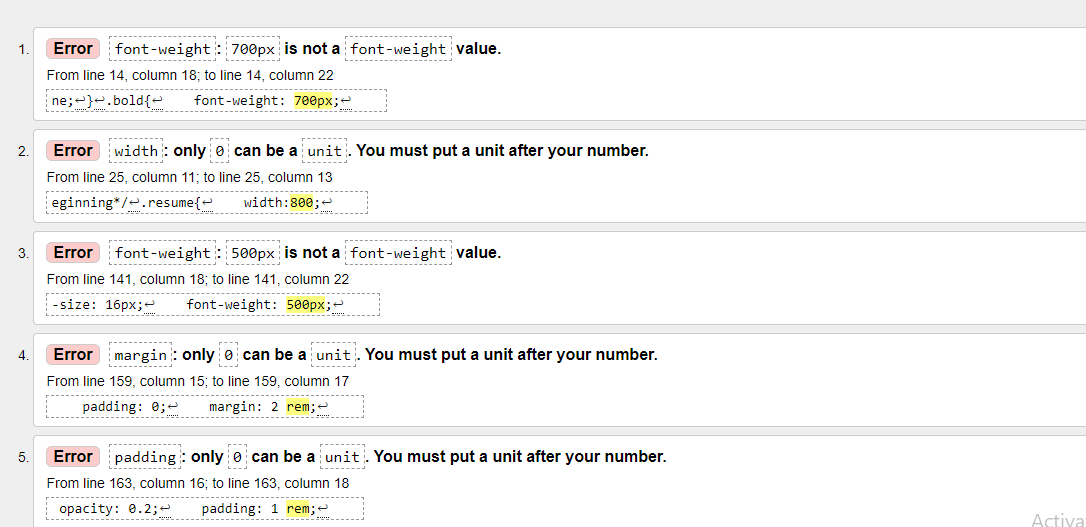 1. Error font-weight: 700px is not a font-weight value.
From line 14, column 18; to line 14, column 22
ne;↩}↩.bold{↩    font-weight: 700px;↩
2. Error width: only 0 can be a unit. You must put a unit after your number.
From line 25, column 11; to line 25, column 13
eginning*/↩.resume{↩    width:800;↩
3. Error font-weight: 500px is not a font-weight value.
From line 141, column 18; to line 141, column 22
-size: 16px;↩    font-weight: 500px;↩
4. Error margin: only 0 can be a unit. You must put a unit after your number.
From line 159, column 15; to line 159, column 17
padding: 0;↩    margin: 2 rem;↩
5. Error padding: only 0 can be a unit. You must put a unit after your number.
From line 163, column 16; to line 163, column 18
opacity: 0.2;↩    padding: 1 rem;↩
Activa